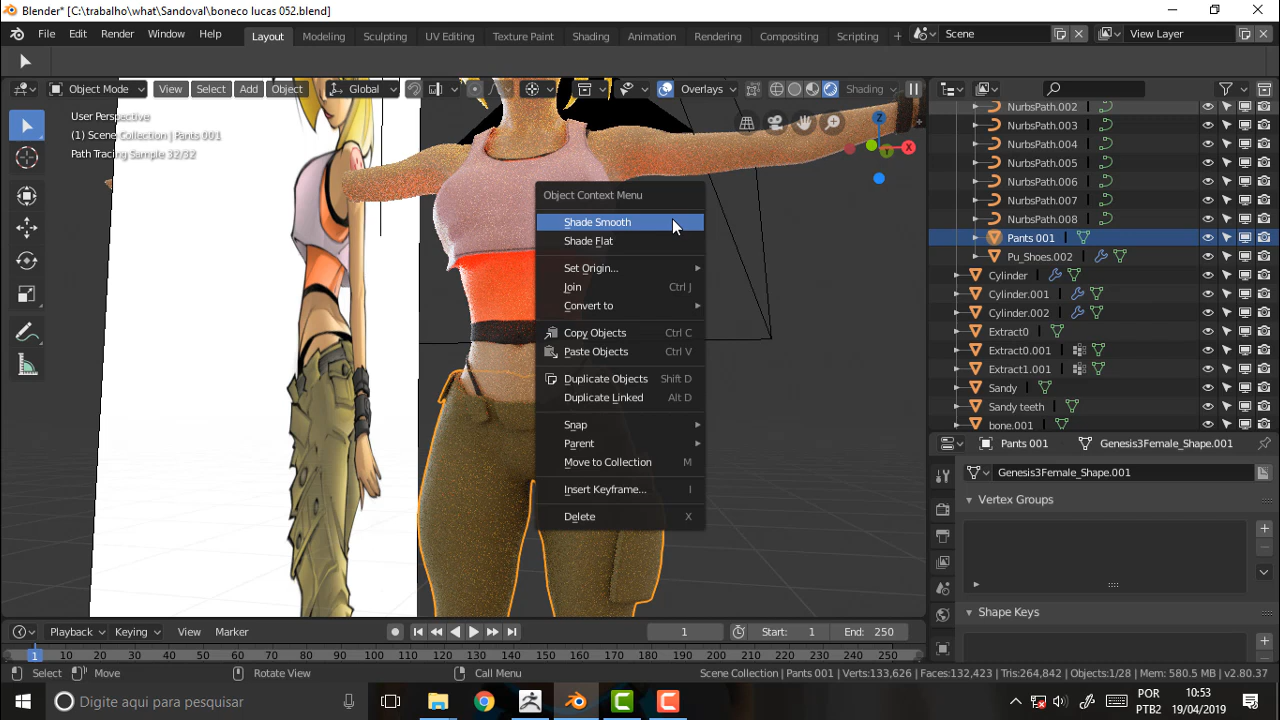 Blender* [C:\trabalho\what\Sandoval\boneco lucas 052.blend]
File Edit Render Window Help Layout Modeling Sculpting UV Editing Texture Paint Shading Animation Rendering Compositing Scripting + Scene View Layer
Object Mode View Select Add Object Global Overlays Shading
User Perspective
(1) Scene Collection | Pants 001
Path Tracing Sample 32/32
Z
X
Y
Object Context Menu
Shade Smooth
Shade Flat
Set Origin...
Join Ctrl J
Convert to
Copy Objects Ctrl C
Paste Objects Ctrl V
Duplicate Objects Shift D
Duplicate Linked Alt D
Snap
Parent
Move to Collection M
Insert Keyframe... I
Delete X
NurbsPath.002
NurbsPath.003
NurbsPath.004
NurbsPath.005
NurbsPath.006
NurbsPath.007
NurbsPath.008
Pants 001
Pu_Shoes.002
Cylinder
Cylinder.001
Cylinder.002
Extract0
Extract0.001
Extract1.001
Sandy
Sandy teeth
bone.001
Pants 001 Genesis3Female_Shape.001
Genesis3Female_Shape.001
Vertex Groups
Shape Keys
Playback Keying View Marker 1 Start: 1 End: 250
1 10 20 30 40 50 60 70 80 90 100 110 120 130 140 150 160 170 180 190 200 210 220 230 240 250
Select Move Rotate View Call Menu Scene Collection | Pants 001 | Verts:133,626 | Faces:132,423 | Tris:264,842 | Objects:1/28 | Mem: 580.5 MB | v2.80.37
Digite aqui para pesquisar
POR
PTB2
10:53
19/04/2019